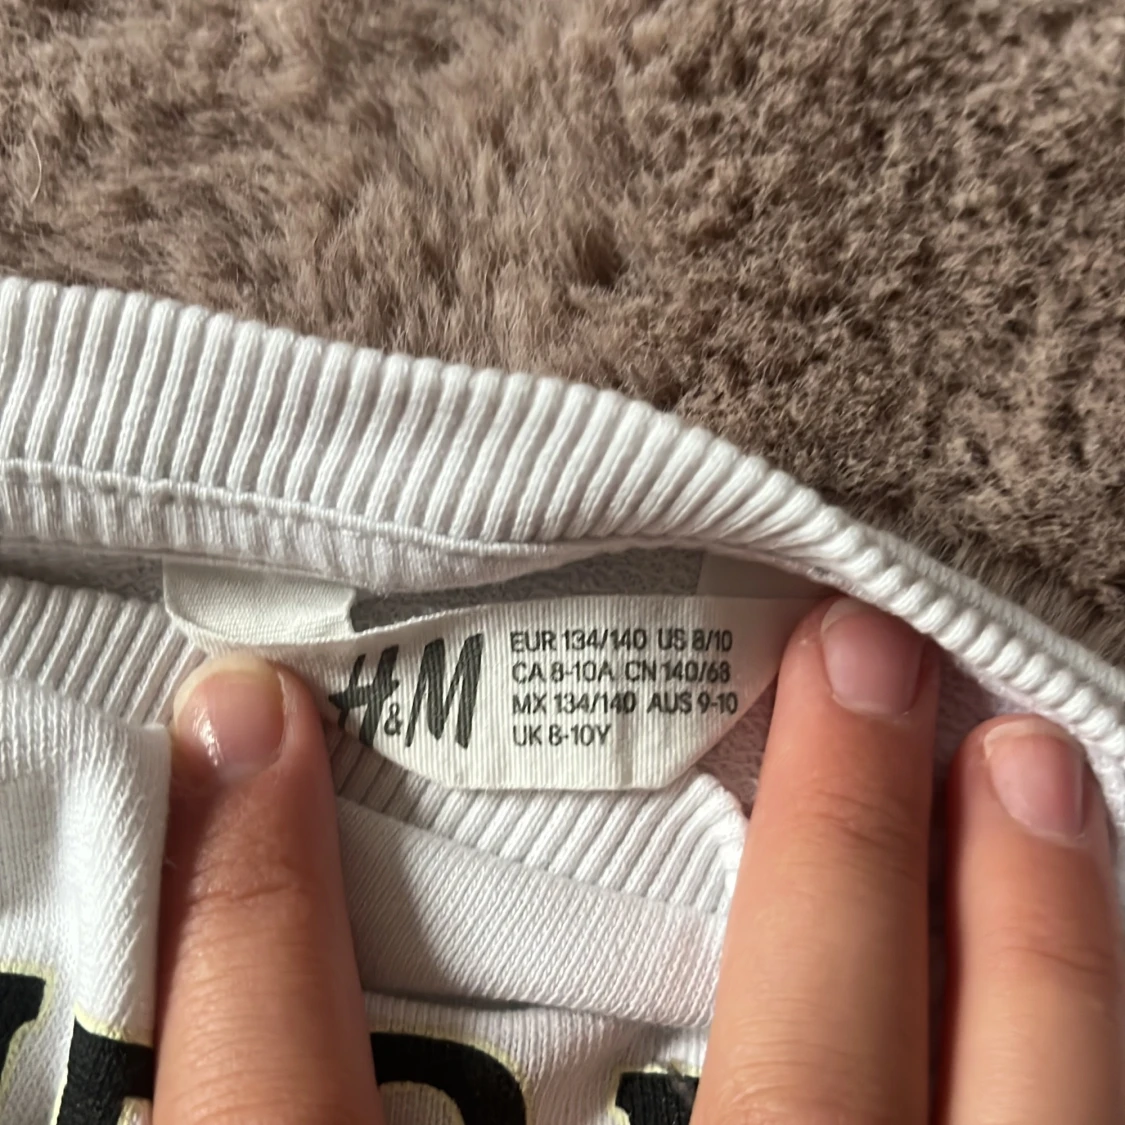 H&M
EUR 134/140 US 8/10
CA 8-10A CN 140/68
MX 134/140 AUS 9-10
UK 8-10Y